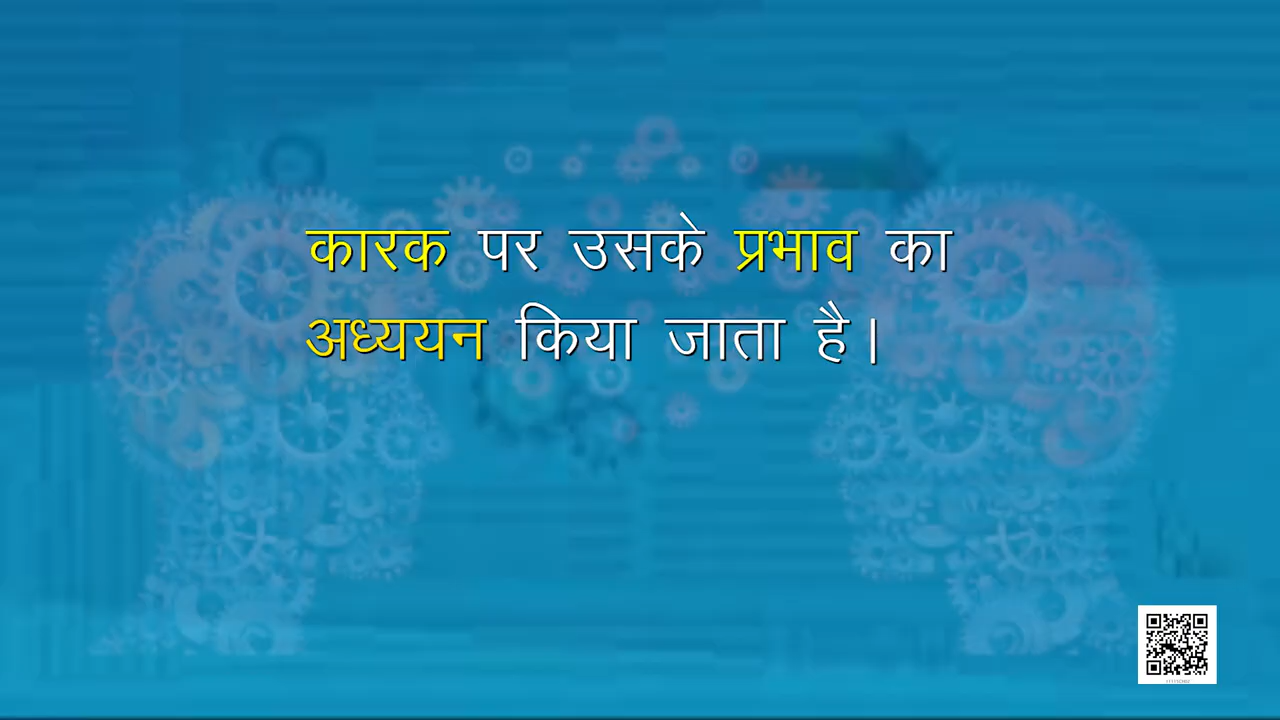 कारक पर उसके प्रभाव का
अध्ययन किया जाता है।